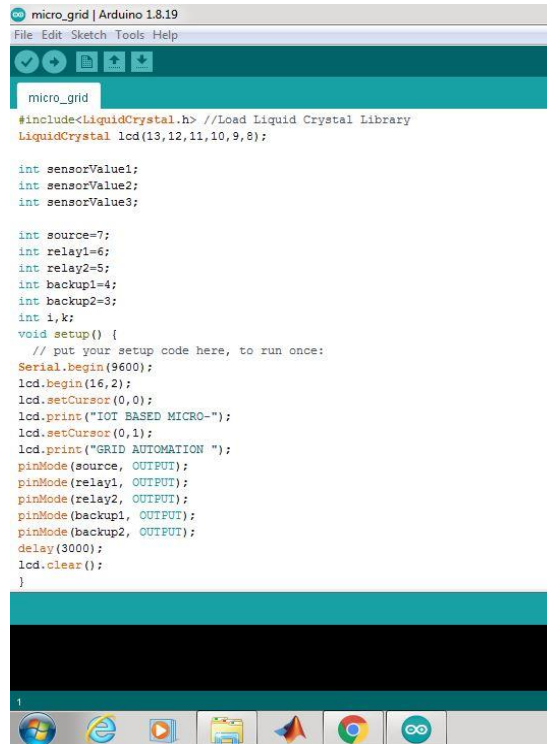 micro_grid | Arduino 1.8.19
File Edit Sketch Tools Help
micro_grid
#include<LiquidCrystal.h> //Load Liquid Crystal Library
LiquidCrystal lcd(13,12,11,10,9,8);
int sensorValue1;
int sensorValue2;
int sensorValue3;
int source=7;
int relay1=6;
int relay2=5;
int backup1=4;
int backup2=3;
int i,k;
void setup() {
// put your setup code here, to run once:
Serial.begin(9600);
lcd.begin(16,2);
lcd.setCursor(0,0);
lcd.print("IOT BASED MICRO-");
lcd.setCursor(0,1);
lcd.print("GRID AUTOMATION ");
pinMode(source, OUTPUT);
pinMode(relay1, OUTPUT);
pinMode(relay2, OUTPUT);
pinMode(backup1, OUTPUT);
pinMode(backup2, OUTPUT);
delay(3000);
lcd.clear();
}
1